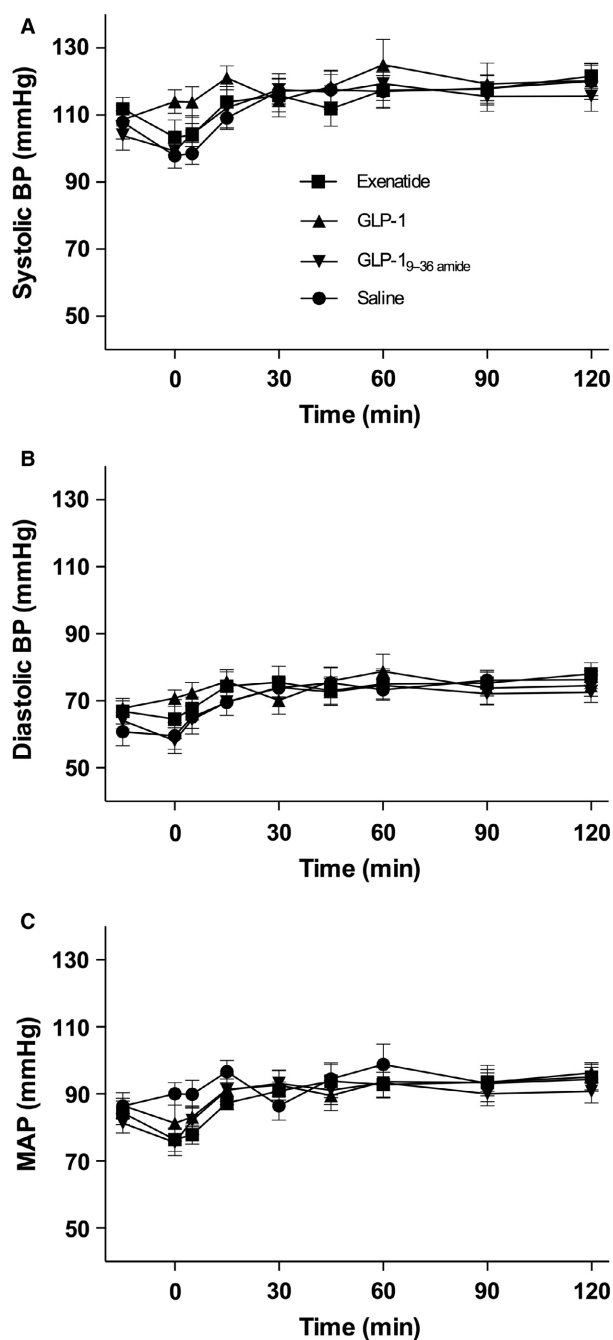 A
Systolic BP (mmHg)
130
110
90
70
50
Exenatide
GLP-1
GLP-19–36 amide
Saline
0 30 60 90 120
Time (min)
B
Diastolic BP (mmHg)
130
110
90
70
50
0 30 60 90 120
Time (min)
C
MAP (mmHg)
130
110
90
70
50
0 30 60 90 120
Time (min)